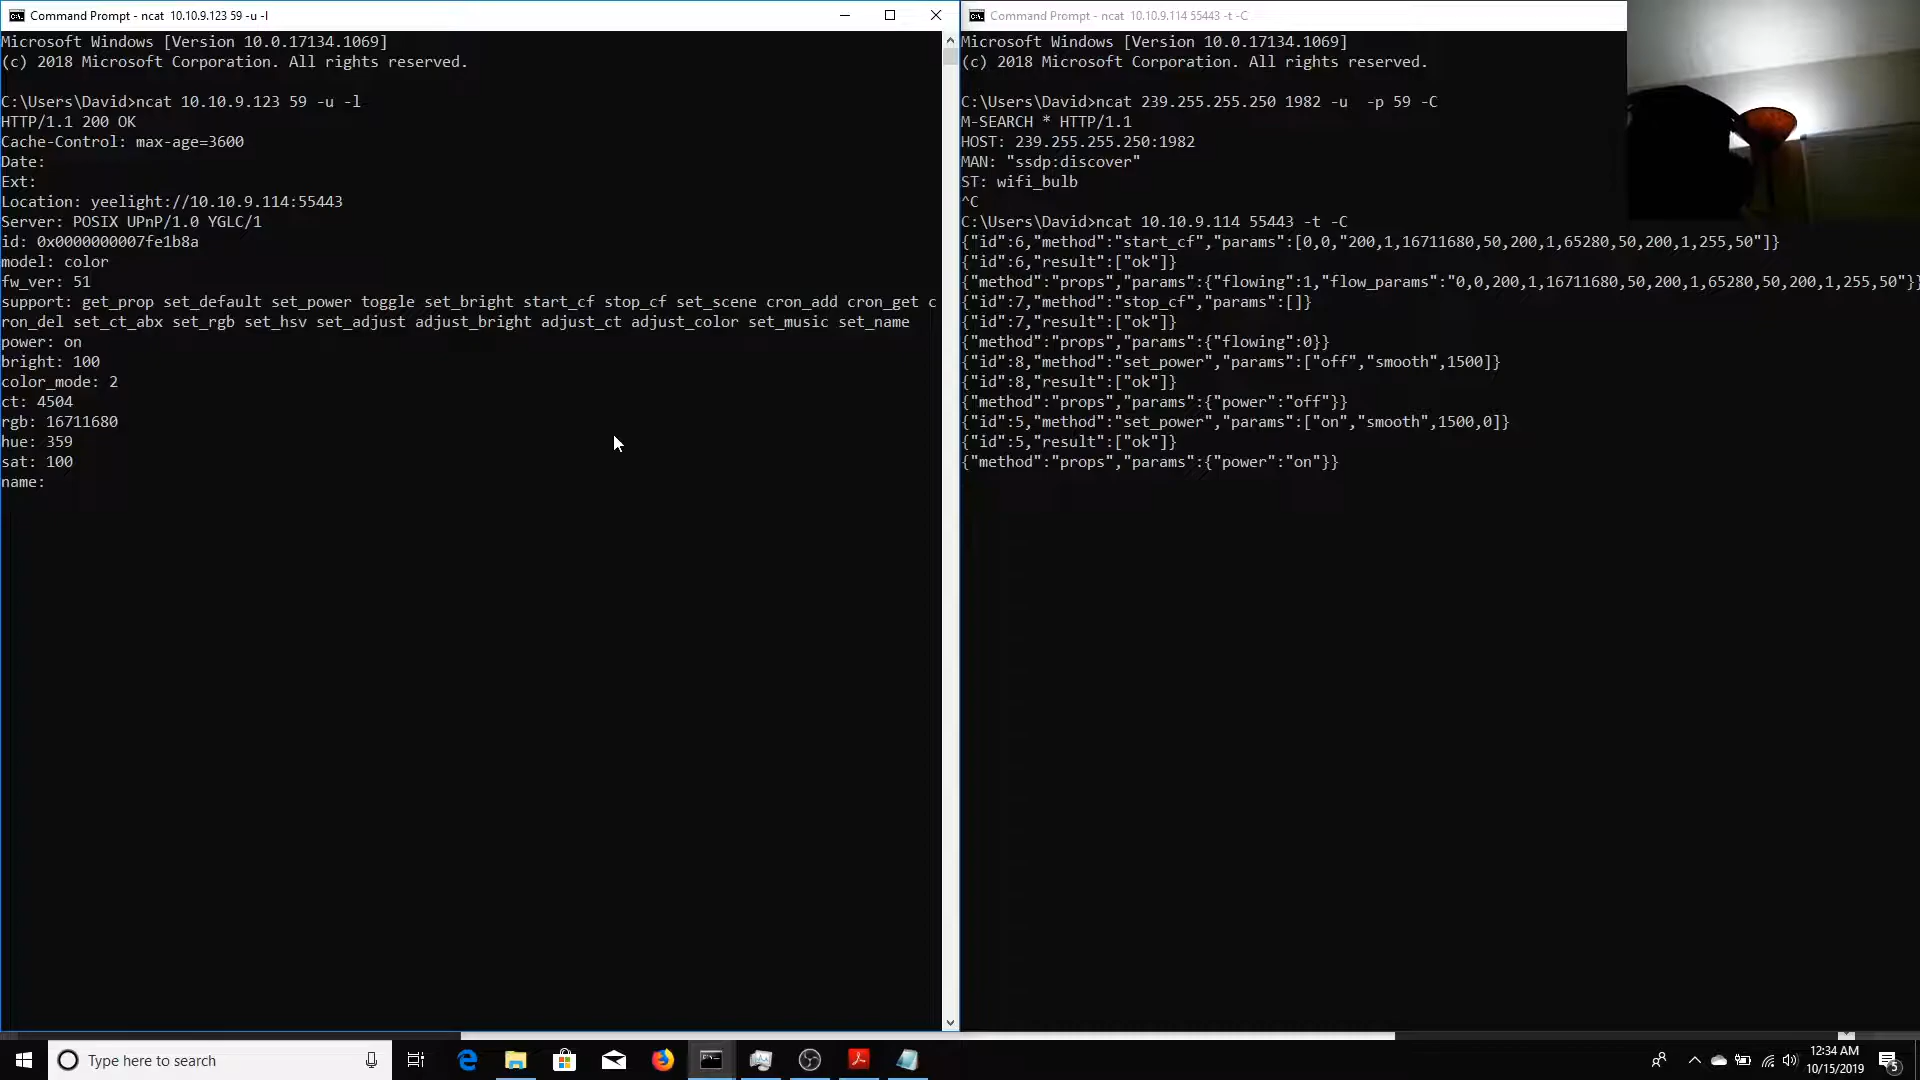 Command Prompt - ncat 10.10.9.123 59 -u -l
Microsoft Windows [Version 10.0.17134.1069]
(c) 2018 Microsoft Corporation. All rights reserved.
C:\Users\David>ncat 10.10.9.123 59 -u -l
HTTP/1.1 200 OK
Cache-Control: max-age=3600
Date:
Ext:
Location: yeelight://10.10.9.114:55443
Server: POSIX UPnP/1.0 YGLC/1
id: 0x0000000007fe1b8a
model: color
fw_ver: 51
support: get_prop set_default set_power toggle set_bright start_cf stop_cf set_scene cron_add cron_get c
ron_del set_ct_abx set_rgb set_hsv set_adjust adjust_bright adjust_ct adjust_color set_music set_name
power: on
bright: 100
color_mode: 2
ct: 4504
rgb: 16711680
hue: 359
sat: 100
name:
Command Prompt - ncat 10.10.9.114 55443 -t -C
Microsoft Windows [Version 10.0.17134.1069]
(c) 2018 Microsoft Corporation. All rights reserved.
C:\Users\David>ncat 239.255.255.250 1982 -u  -p 59 -C
M-SEARCH * HTTP/1.1
HOST: 239.255.255.250:1982
MAN: "ssdp:discover"
ST: wifi_bulb
^C
C:\Users\David>ncat 10.10.9.114 55443 -t -C
{"id":6,"method":"start_cf","params":[0,0,"200,1,16711680,50,200,1,65280,50,200,1,255,50"]}
{"id":6,"result":["ok"]}
{"method":"props","params":{"flowing":1,"flow_params":"0,0,200,1,16711680,50,200,1,65280,50,200,1,255,50"}}
{"id":7,"method":"stop_cf","params":[]}
{"id":7,"result":["ok"]}
{"method":"props","params":{"flowing":0}}
{"id":8,"method":"set_power","params":["off","smooth",1500]}
{"id":8,"result":["ok"]}
{"method":"props","params":{"power":"off"}}
{"id":5,"method":"set_power","params":["on","smooth",1500,0]}
{"id":5,"result":["ok"]}
{"method":"props","params":{"power":"on"}}
Type here to search
12:34 AM
10/15/2019
5